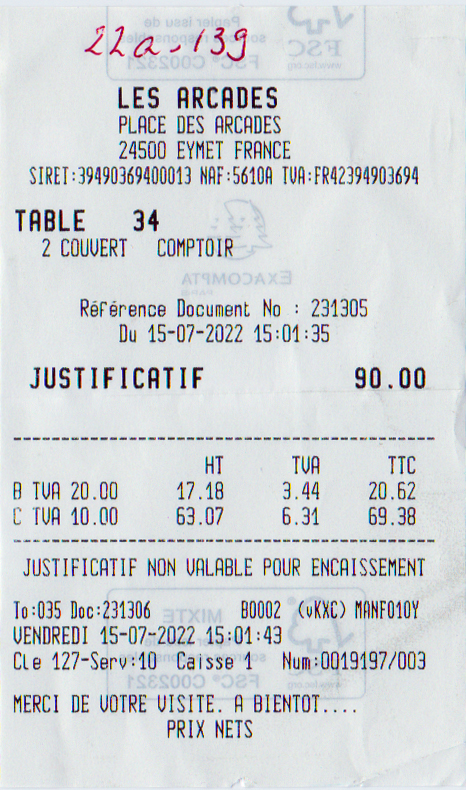 22a-139
LES ARCADES
PLACE DES ARCADES
24500 EYMET FRANCE
SIRET:39490369400013 NAF:5610A TVA:FR42394903694
TABLE 34
2 COUVERT COMPTOIR
EXACOMPTA
Référence Document No : 231305
Du 15-07-2022 15:01:35
JUSTIFICATIF 90.00
HT TVA TTC
B TVA 20.00 17.18 3.44 20.62
C TVA 10.00 63.07 6.31 69.38
JUSTIFICATIF NON VALABLE POUR ENCAISSEMENT
To:035 Doc:231306 B0002 (vKXC) MANF010Y
VENDREDI 15-07-2022 15:01:43
Cle 127-Serv:10 Caisse 1 Num:0019197/003
MERCI DE VOTRE VISITE. A BIENTOT....
PRIX NETS